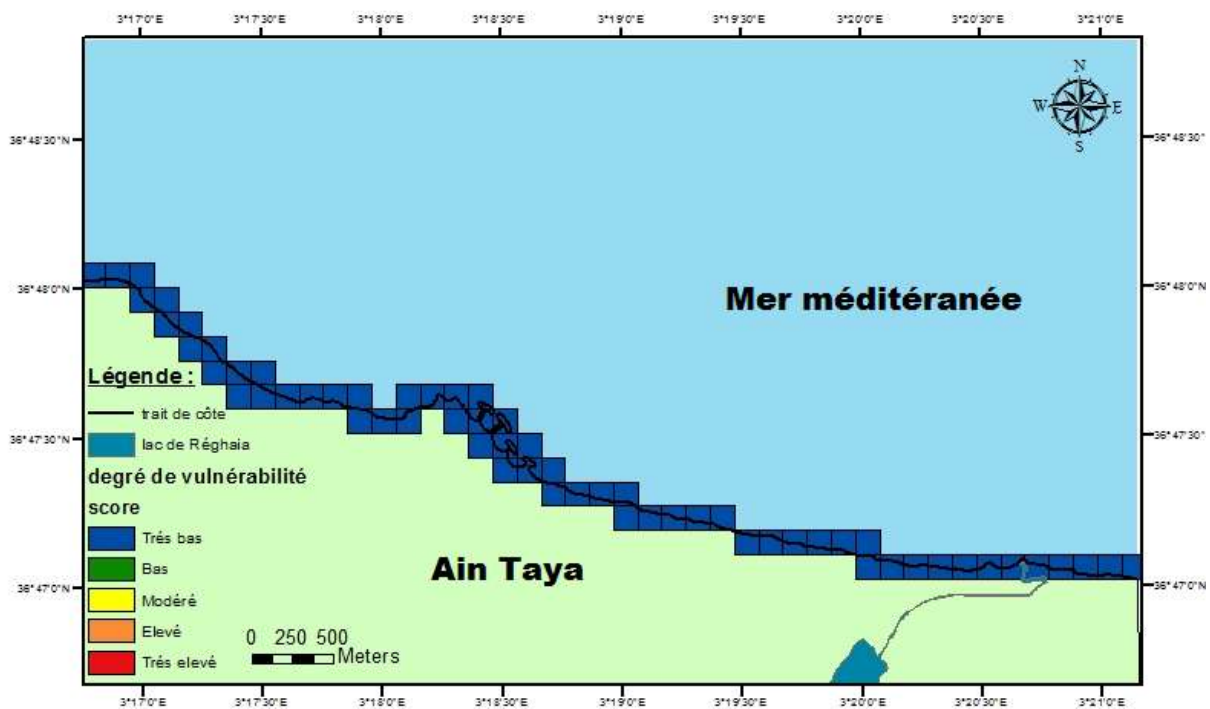 3°17'0"E 3°17'30"E 3°18'0"E 3°18'30"E 3°19'0"E 3°19'30"E 3°20'0"E 3°20'30"E 3°21'0"E
N
W E
S
36°48'30"N 36°48'30"N
Mer méditéranée
36°48'0"N 36°48'0"N
Légende :
trait de côte
lac de Réghaia
36°47'30"N 36°47'30"N
degré de vulnérabilité
score
Trés bas
Bas
Modéré
Elevé
Trés elevé
Ain Taya
36°47'0"N 36°47'0"N
0 250 500
Meters
3°17'0"E 3°17'30"E 3°18'0"E 3°18'30"E 3°19'0"E 3°19'30"E 3°20'0"E 3°20'30"E 3°21'0"E